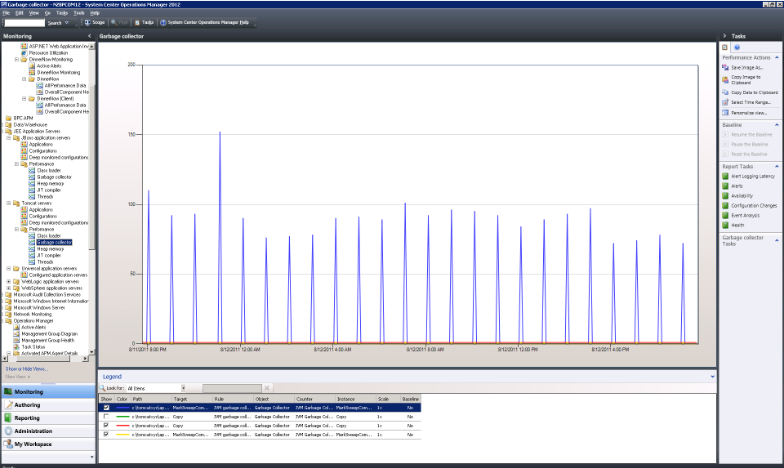 Garbage collector - NZBPCOM12 - System Center Operations Manager 2012
File Edit View Go Tasks Tools Help
Search Scope Find Tasks System Center Operations Manager Help
Monitoring
ASP.NET Web Application Inv
Resource Utilization
DinnerNow Monitoring
Active Alerts
DinnerNow Monitoring
DinnerNow
All Performance Data
Overall Component He
DinnerNow (Client)
All Performance Data
Overall Component He
BPC APM
Data Warehouse
JEE Application Servers
JBoss application servers
Applications
Configurations
Deep monitored configurations
Performance
Class loader
Garbage collector
Heap memory
JIT compiler
Threads
Tomcat servers
Applications
Configurations
Deep monitored configurations
Performance
Class loader
Garbage collector
Heap memory
JIT compiler
Threads
Universal application servers
Configured application servers
WebLogic application servers
WebSphere application servers
Microsoft Audit Collection Services
Microsoft Windows Internet Information
Microsoft Windows Server
Network Monitoring
Operations Manager
Active Alerts
Management Group Diagram
Management Group Health
Task Status
Activated APM Agent Details
Show or Hide Views...
New View
Monitoring
Authoring
Reporting
Administration
My Workspace
Garbage collector
200
150
100
50
0
8/11/2011 8:00 PM 8/12/2011 12:00 AM 8/12/2011 4:00 AM 8/12/2011 8:00 AM 8/12/2011 12:00 PM 8/12/2011 4:00 PM
Legend
Look for: All Items
Show Color Path Target Rule Object Counter Instance Scale Baseline
MarkSweepCom... JVM garbage coll... Garbage Collector JVM Garbage Col... MarkSweepCom... 1x No
Copy JVM garbage coll... Garbage Collector JVM Garbage Col... Copy 1x No
Copy JVM garbage coll... Garbage Collector JVM Garbage Col... Copy 1x No
MarkSweepCom... JVM garbage coll... Garbage Collector JVM Garbage Col... MarkSweepCom... 1x No
Tasks
Performance Actions
Save Image As...
Copy Image to
Clipboard
Copy Data to Clipboard
Select Time Range...
Personalize view...
Baseline
Resume the Baseline
Pause the Baseline
Reset the Baseline
Report Tasks
Alert Logging Latency
Alerts
Availability
Configuration Changes
Event Analysis
Health
Garbage collector
Tasks